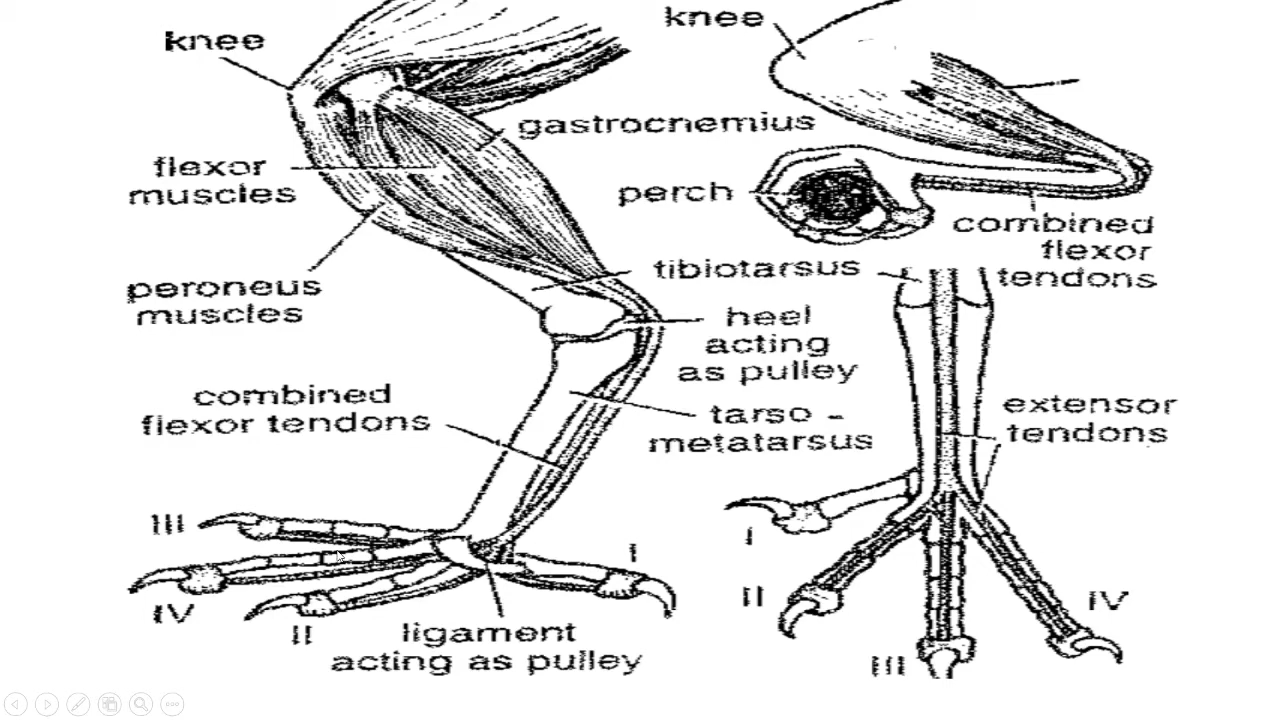 knee
knee
gastrocnemius
flexor
muscles
perch
combined
flexor
tendons
tibiotarsus
peroneus
muscles
heel
acting
as pulley
combined
flexor tendons
tarso -
metatarsus
extensor
tendons
III
I
IV
II
ligament
acting as pulley
I
II
IV
III